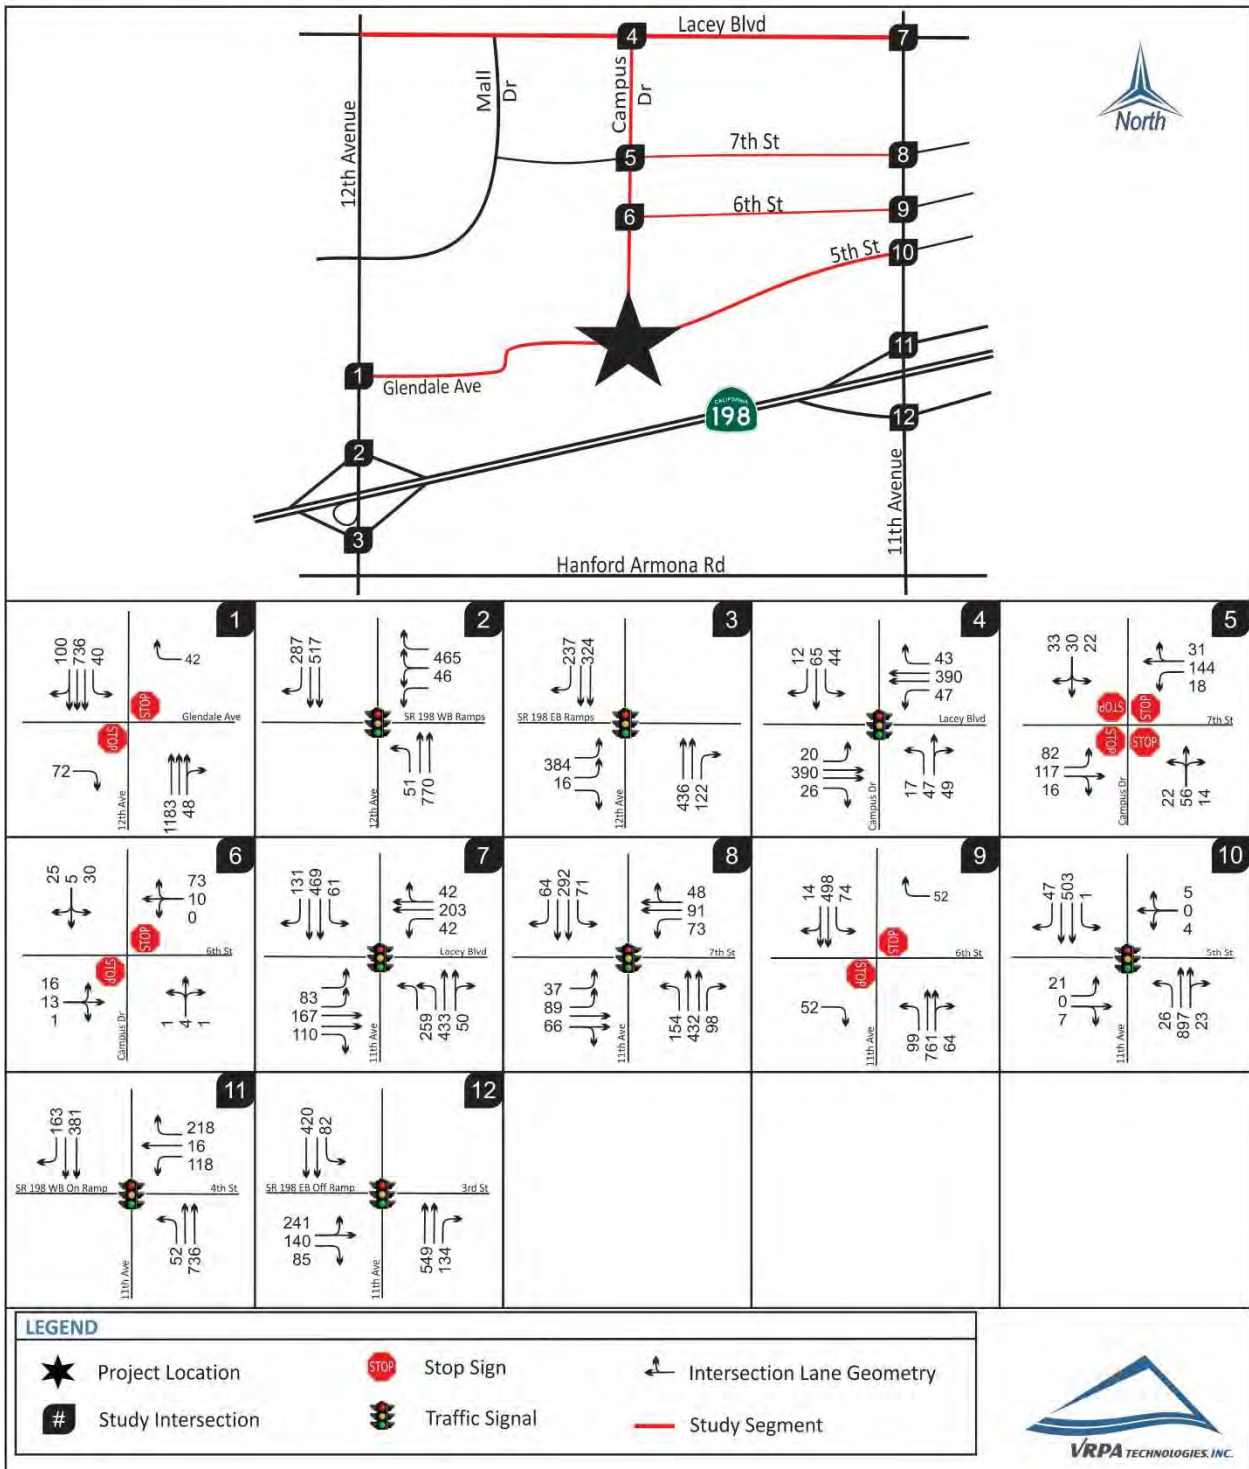 Lacey Blvd
4
7
Mall Dr
Campus Dr
North
12th Avenue
7th St
5
8
6th St
6
9
5th St
10
11
1
Glendale Ave
CALIFORNIA
198
12
2
11th Avenue
3
Hanford Armona Rd
1
100 736 40
42
STOP
Glendale Ave
STOP
72
12th Ave
1183 48
2
287 517
465
46
SR 198 WB Ramps
12th Ave
51 770
3
237 324
SR 198 EB Ramps
384
16
12th Ave
436 122
4
12 65 44
43
390
47
Lacey Blvd
20
390
26
Campus Dr
17 47 49
5
33 30 22
31
144
18
STOP STOP
7th St
STOP STOP
82
117
16
Campus Dr
22 56 14
6
25 5 30
73
10
0
STOP
6th St
STOP
16
13
1
Campus Dr
1 4 1
7
131 469 61
42
203
42
Lacey Blvd
83
167
110
11th Ave
259 433 50
8
64 292 71
48
91
73
7th St
37
89
66
11th Ave
154 432 98
9
14 498 74
52
STOP
6th St
STOP
52
11th Ave
99 761 64
10
47 503 1
5
0
4
5th St
21
0
7
11th Ave
26 897 23
11
163 381
218
16
118
SR 198 WB On Ramp
4th St
11th Ave
52 736
12
420 82
SR 198 EB Off Ramp
3rd St
241
140
85
11th Ave
549 134
LEGEND
Project Location
STOP Stop Sign
Intersection Lane Geometry
# Study Intersection
Traffic Signal
Study Segment
VRPA TECHNOLOGIES, INC.